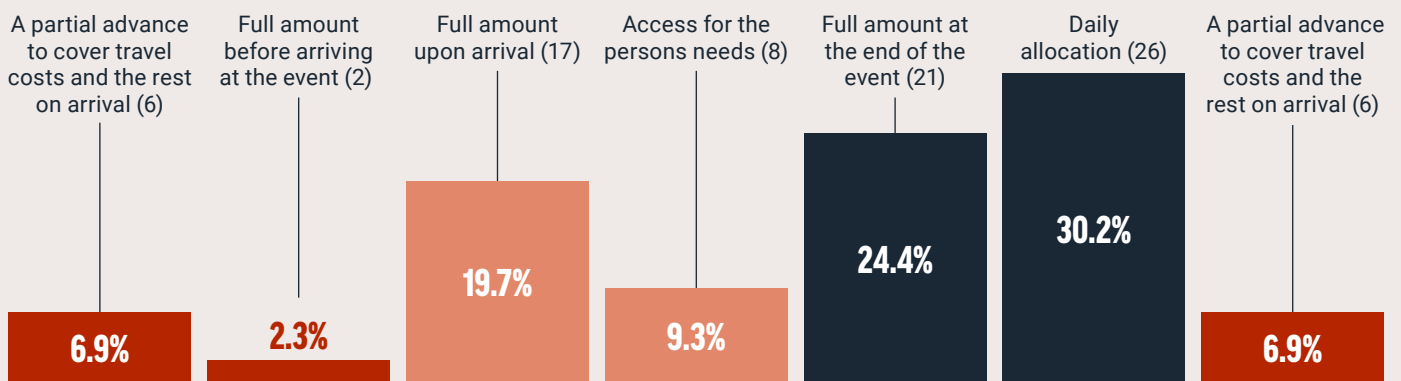 A partial advance
to cover travel
costs and the rest
on arrival (6)
6.9%
Full amount
before arriving
at the event (2)
2.3%
Full amount
upon arrival (17)
19.7%
Access for the
persons needs (8)
9.3%
Full amount at
the end of the
event (21)
24.4%
Daily
allocation (26)
30.2%
A partial advance
to cover travel
costs and the
rest on arrival (6)
6.9%